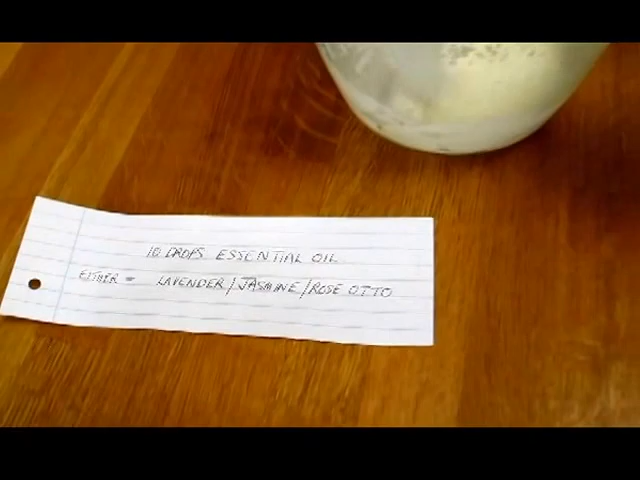 10 DROPS ESSENTIAL OIL
EITHER = LAVENDER/JASMINE/ROSE OTTO